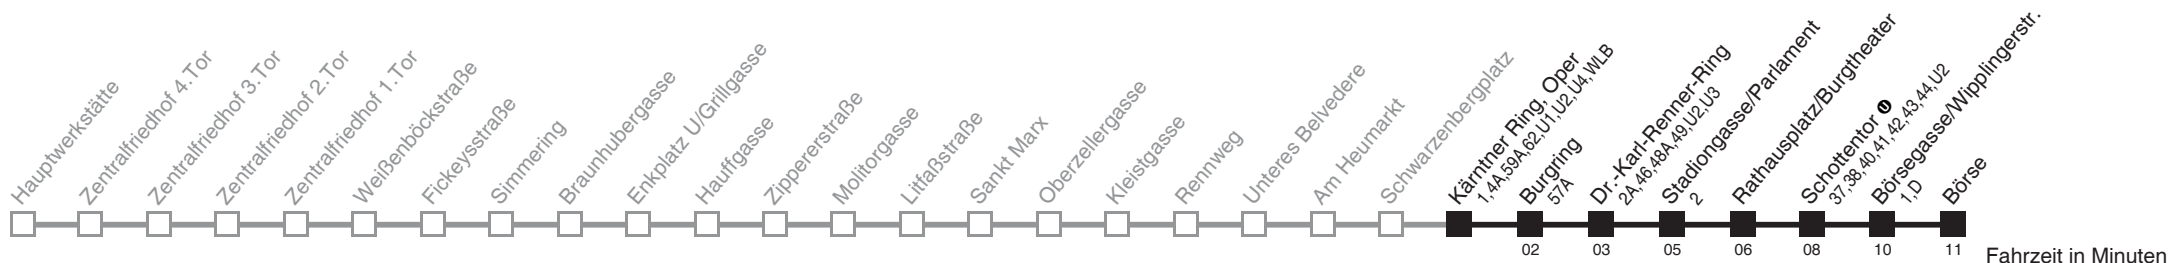 Hauptwerkstätte
Zentralfriedhof 4.Tor
Zentralfriedhof 3.Tor
Zentralfriedhof 2.Tor
Zentralfriedhof 1.Tor
Weißenböckstraße
Fickeysstraße
Simmering
Braunhubergasse
Enkplatz U/Grillgasse
Hauffgasse
Zippererstraße
Molitorgasse
Litfaßstraße
Sankt Marx
Oberzellergasse
Kleistgasse
Rennweg
Unteres Belvedere
Am Heumarkt
Schwarzenbergplatz
Kärntner Ring, Oper
1,4A,59A,62,U1,U2,U4,WLB
Burgring
57A
02
Dr.-Karl-Renner-Ring
2A,46,48A,49,U2,U3
03
Stadiongasse/Parlament
2
05
Rathausplatz/Burgtheater
06
Schottentor U
37,38,40,41,42,43,44,U2
08
Börsegasse/Wipplingerstr.
1,D
10
Börse
11
Fahrzeit in Minuten